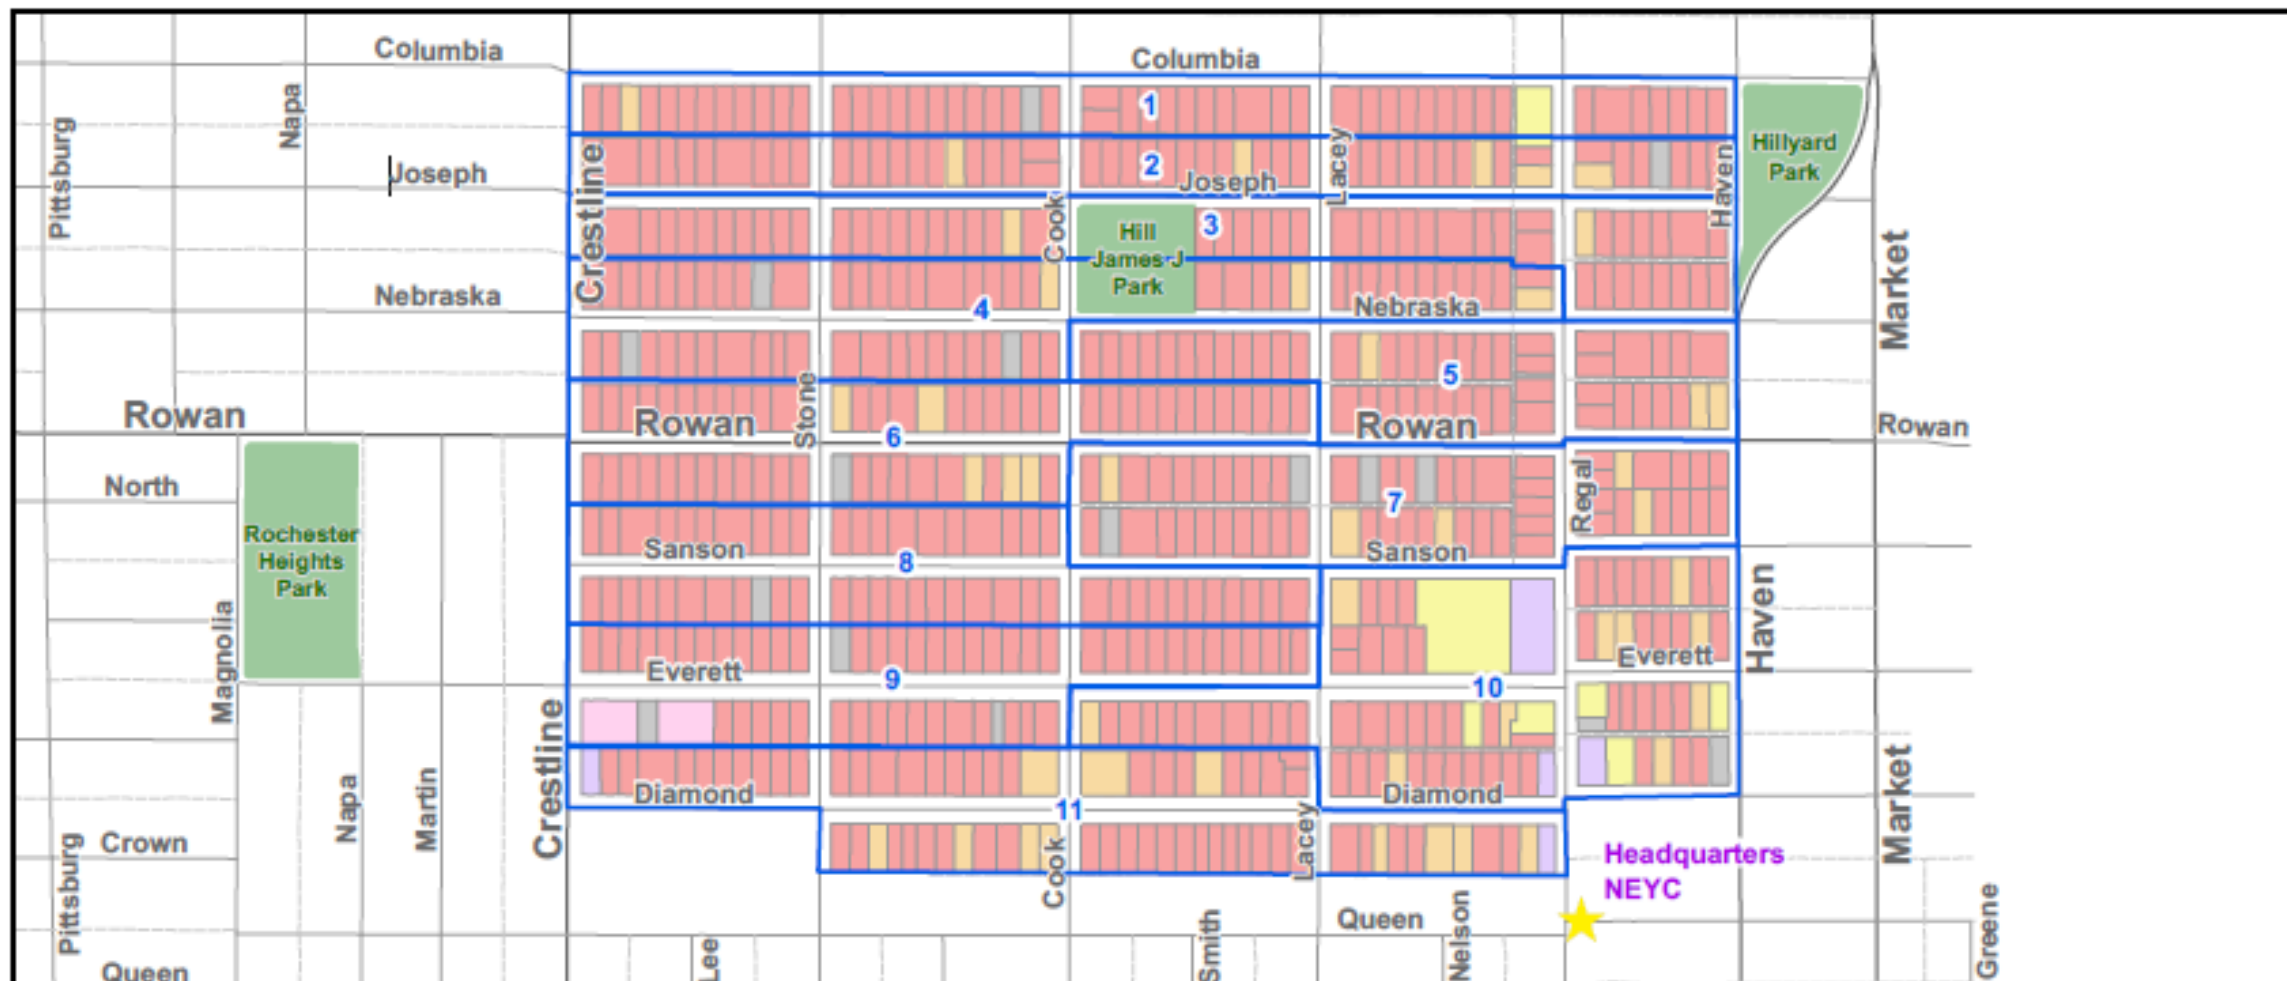 Columbia
Columbia
Napa
Pittsburg
Joseph
Crestline
1
2
Joseph
Lacey
Haven
Hillyard
Park
Cook
Hill
James J
Park
3
Nebraska
4
Nebraska
Market
Rowan
Stone
Rowan
5
Rowan
Rowan
6
North
7
Regal
Rochester
Heights
Park
Sanson
8
Sanson
Magnolia
Everett
9
Everett
10
Haven
Crestline
Napa
Martin
Diamond
11
Diamond
Market
Crown
Pittsburg
Cook
Lacey
Headquarters
NEYC
Queen
Queen
Lee
Smith
Nelson
Greene